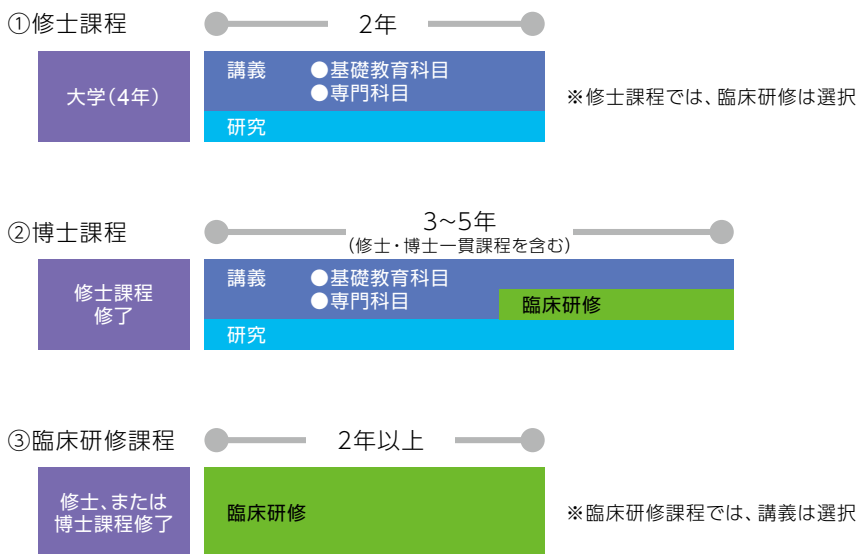 ①修士課程
2年
大学(4年)
講義 ●基礎教育科目
●専門科目
研究
※修士課程では、臨床研修は選択
②博士課程
3~5年
(修士・博士一貫課程を含む)
修士課程
修了
講義 ●基礎教育科目
●専門科目
臨床研修
研究
③臨床研修課程
2年以上
修士、または
博士課程修了
臨床研修
※臨床研修課程では、講義は選択